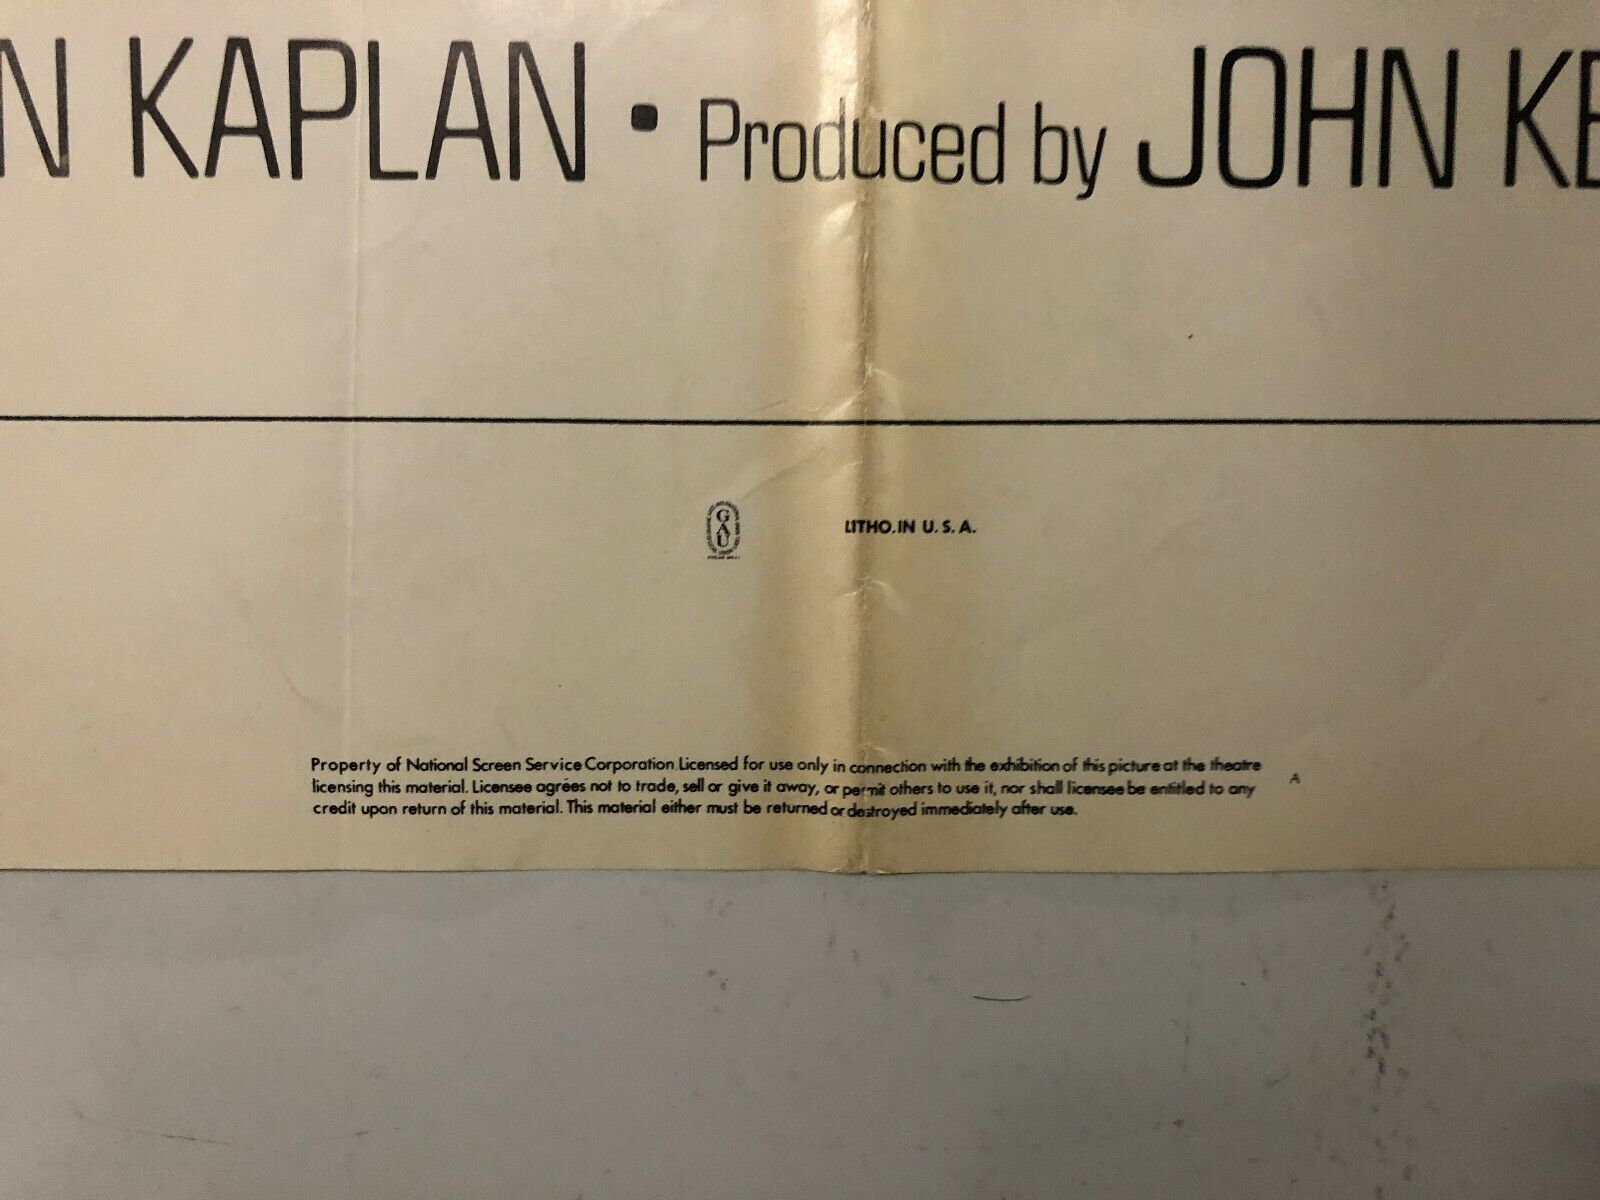 N KAPLAN • Produced by JOHN KE
GAU
LITHO. IN U. S. A.
Property of National Screen Service Corporation Licensed for use only in connection with the exhibition of this picture at the theatre
licensing this material. Licensee agrees not to trade, sell or give it away, or permit others to use it, nor shall licensee be entitled to any
credit upon return of this material. This material either must be returned or destroyed immediately after use.
A